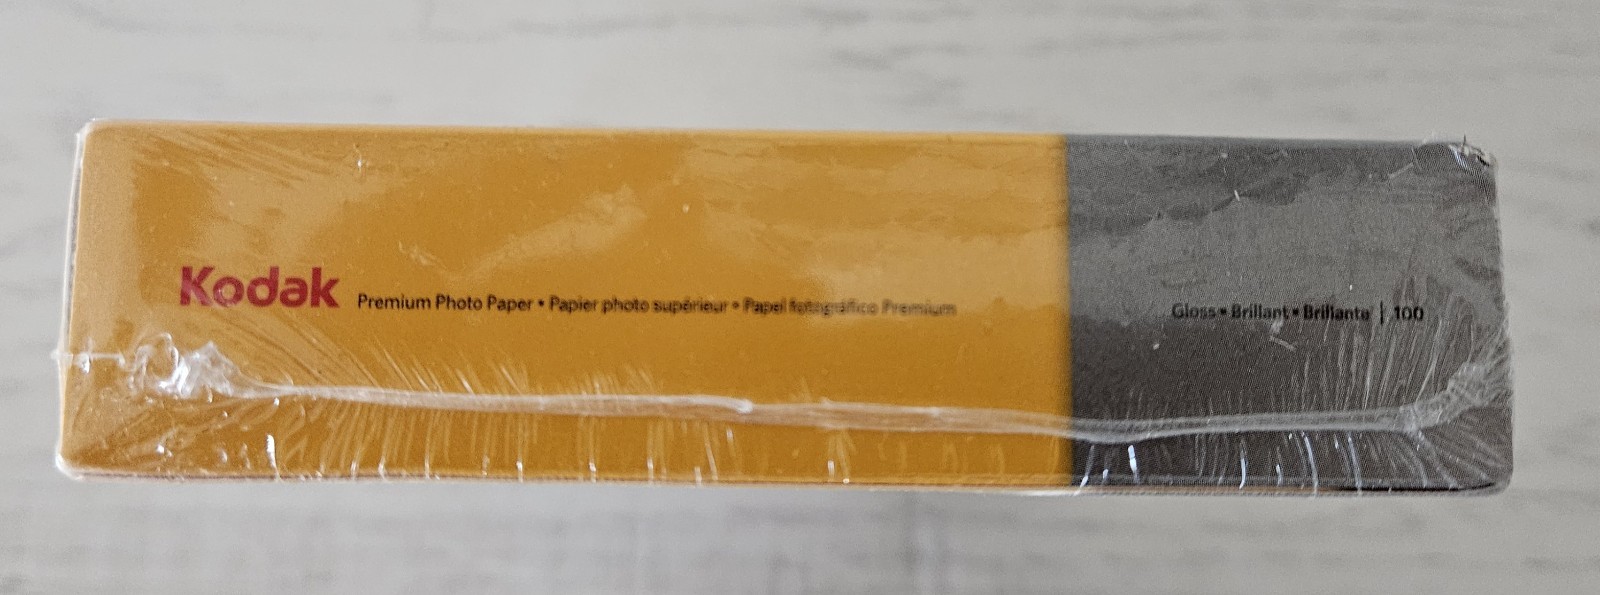 Kodak Premium Photo Paper • Papier photo supérieur • Papel fotográfico Premium Gloss • Brillant • Brillante | 100